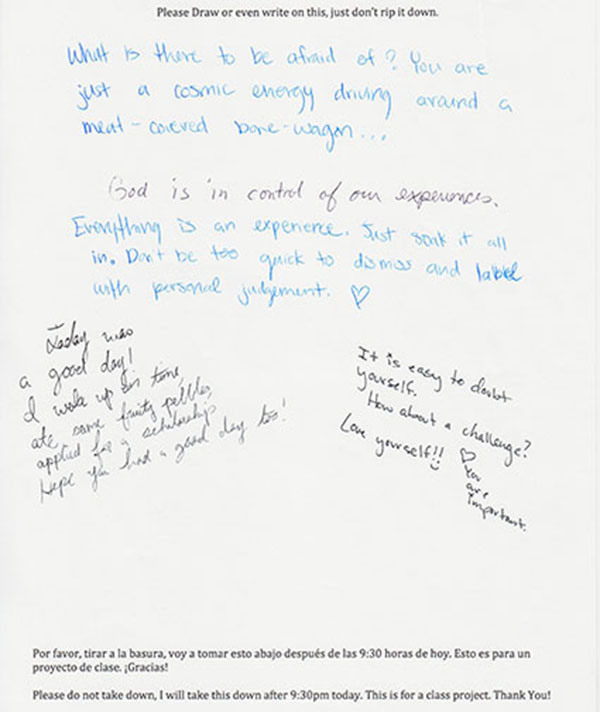 Please Draw or even write on this, just don't rip it down.
What is there to be afraid of? You are
just a cosmic energy driving around a
meat-covered bone-wagon...
God is in control of our experiences.
Everything is an experience. Just soak it all
in. Don't be too quick to dismiss and label
with personal judgement. ♡
Today was
a good day!
I woke up on time,
ate some fruity pebbles,
applied for a scholarship
Hope you had a good day too!
It is easy to doubt
yourself.
How about a challenge?
Love yourself!!
♡ You
are
important.
Por favor, tirar a la basura, voy a tomar esto abajo después de las 9:30 horas de hoy. Esto es para un
proyecto de clase. ¡Gracias!
Please do not take down, I will take this down after 9:30pm today. This is for a class project. Thank You!